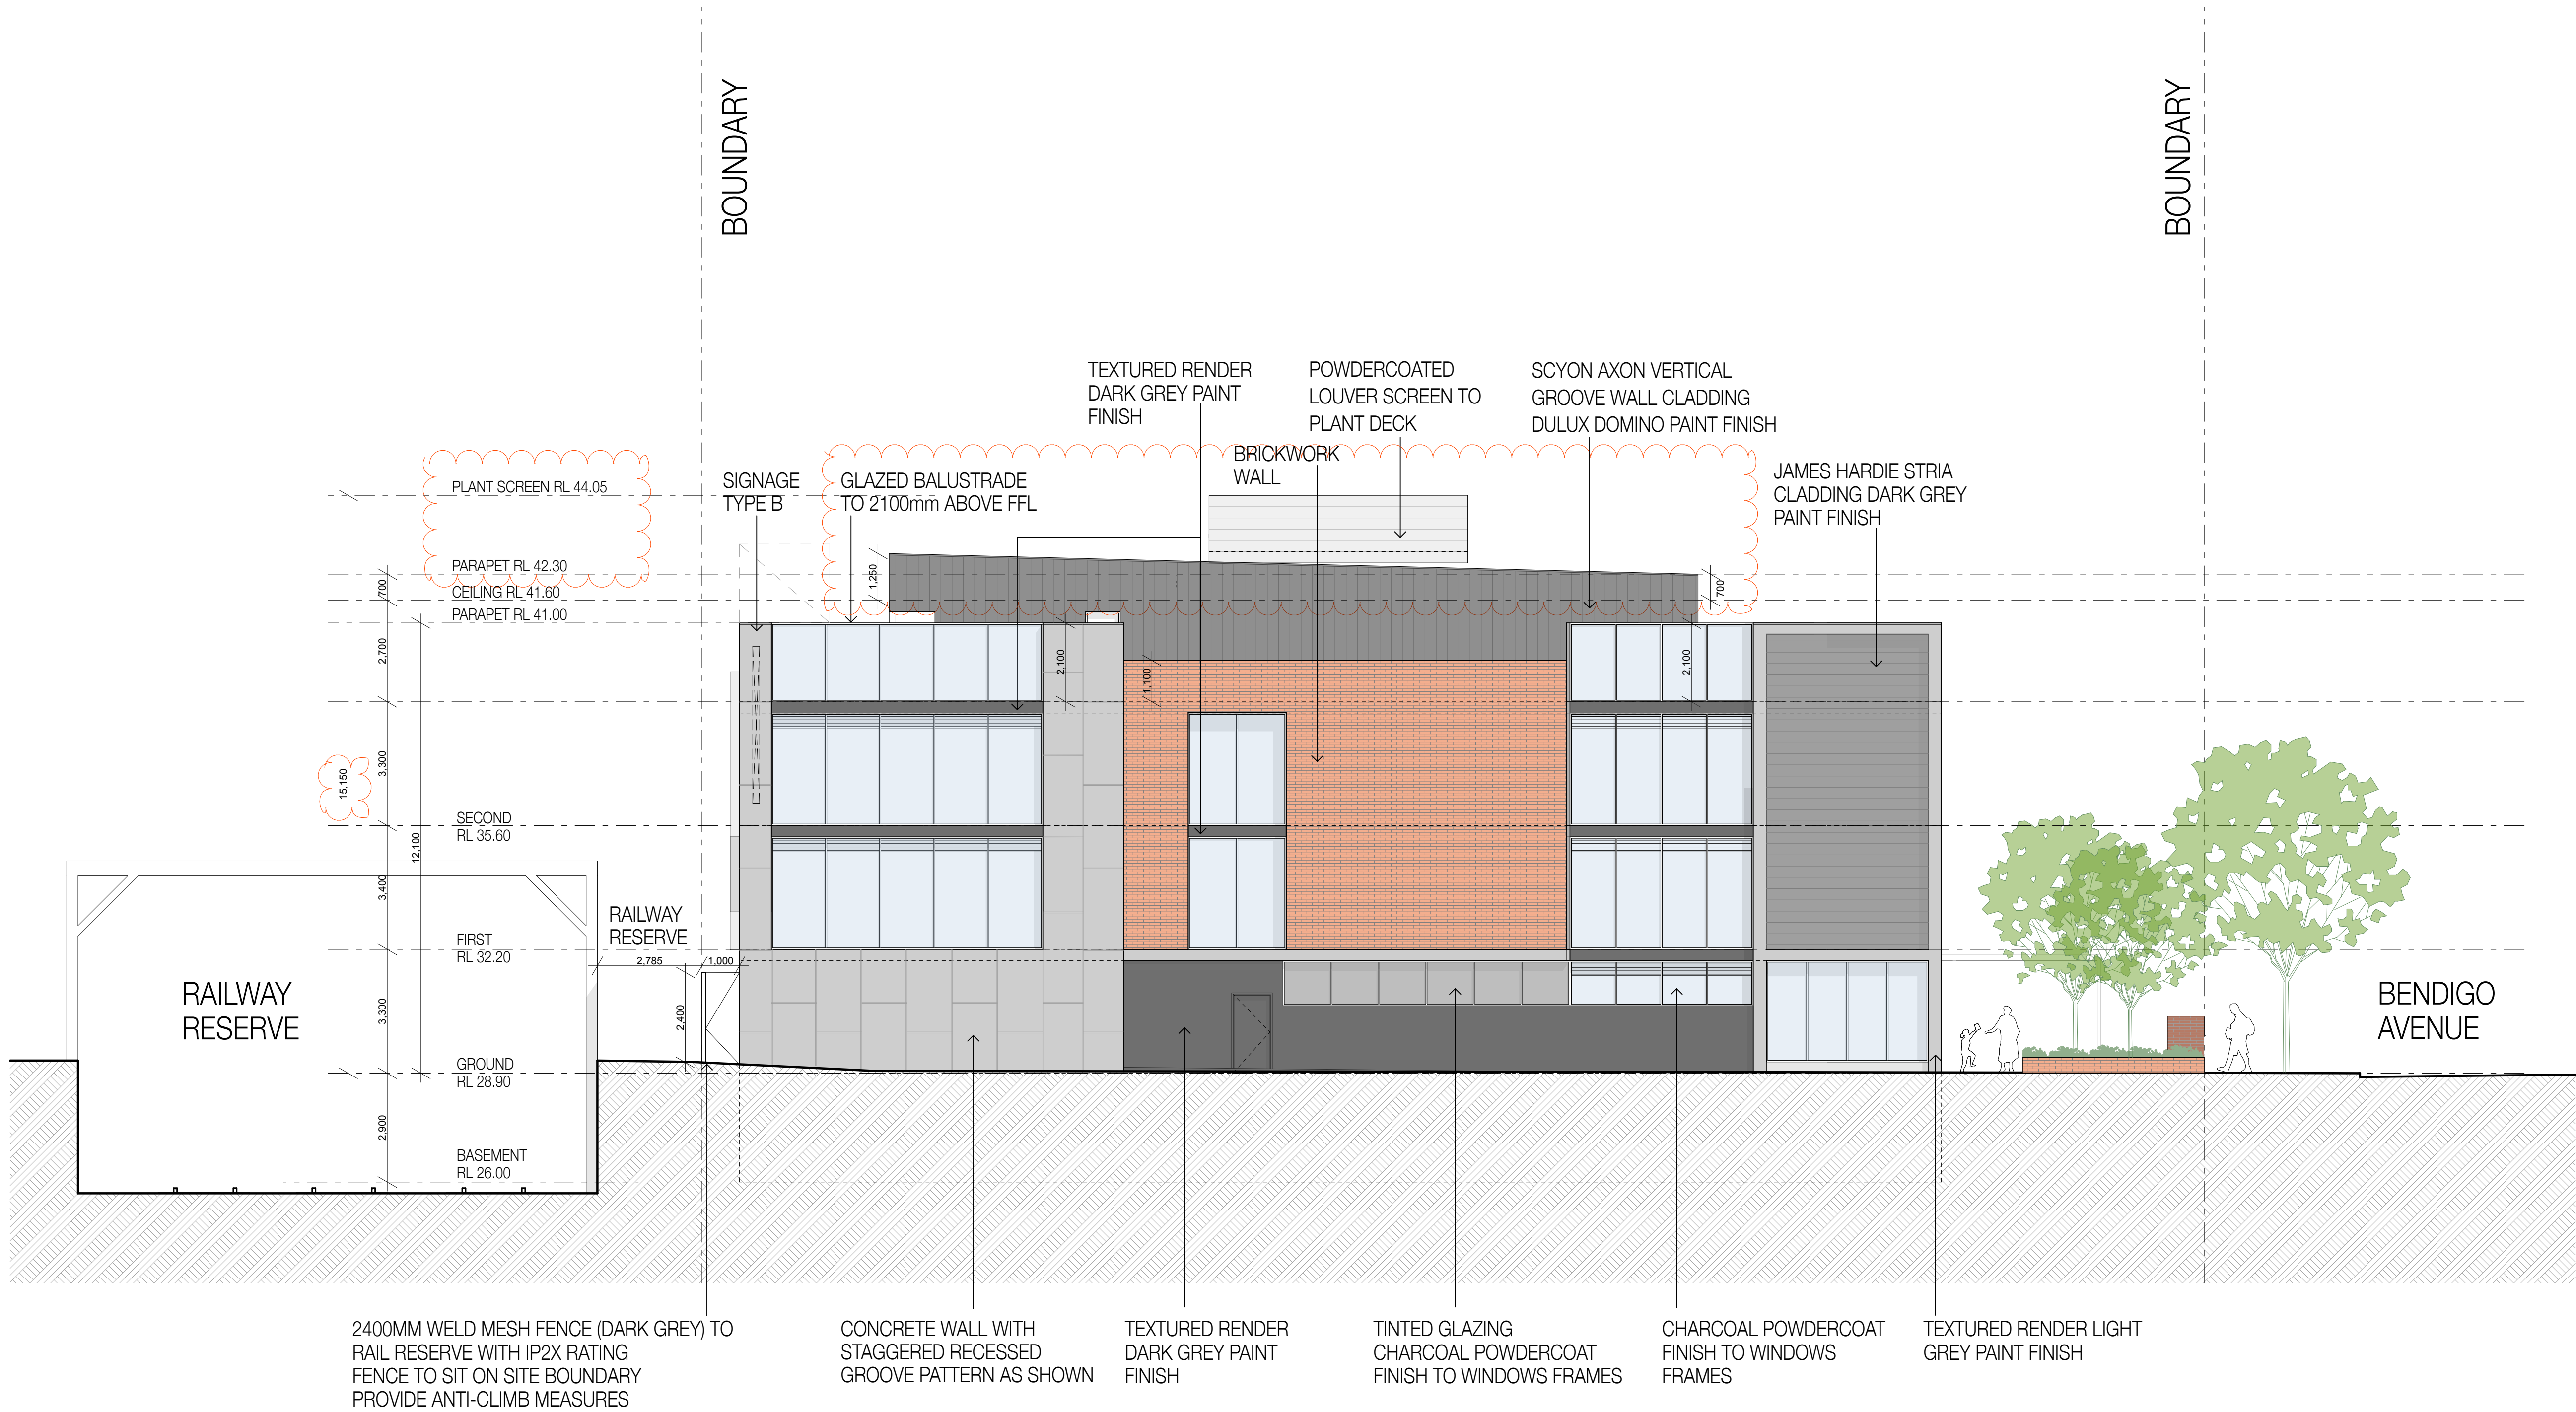 BOUNDARY
BOUNDARY
TEXTURED RENDER
DARK GREY PAINT
FINISH
POWDERCOATED
LOUVER SCREEN TO
PLANT DECK
SCYON AXON VERTICAL
GROOVE WALL CLADDING
DULUX DOMINO PAINT FINISH
BRICKWORK
WALL
JAMES HARDIE STRIA
CLADDING DARK GREY
PAINT FINISH
SIGNAGE
TYPE B
GLAZED BALUSTRADE
TO 2100mm ABOVE FFL
PLANT SCREEN RL 44.05
PARAPET RL 42.30
CEILING RL 41.60
PARAPET RL 41.00
700
2,700
3,300
15,150
12,100
3,400
3,300
2,900
1,250
700
2,100
1,100
2,100
SECOND
RL 35.60
FIRST
RL 32.20
RAILWAY
RESERVE
2,785
1,000
2,400
RAILWAY
RESERVE
GROUND
RL 28.90
BASEMENT
RL 26.00
BENDIGO
AVENUE
2400MM WELD MESH FENCE (DARK GREY) TO
RAIL RESERVE WITH IP2X RATING
FENCE TO SIT ON SITE BOUNDARY
PROVIDE ANTI-CLIMB MEASURES
CONCRETE WALL WITH
STAGGERED RECESSED
GROOVE PATTERN AS SHOWN
TEXTURED RENDER
DARK GREY PAINT
FINISH
TINTED GLAZING
CHARCOAL POWDERCOAT
FINISH TO WINDOWS FRAMES
CHARCOAL POWDERCOAT
FINISH TO WINDOWS
FRAMES
TEXTURED RENDER LIGHT
GREY PAINT FINISH